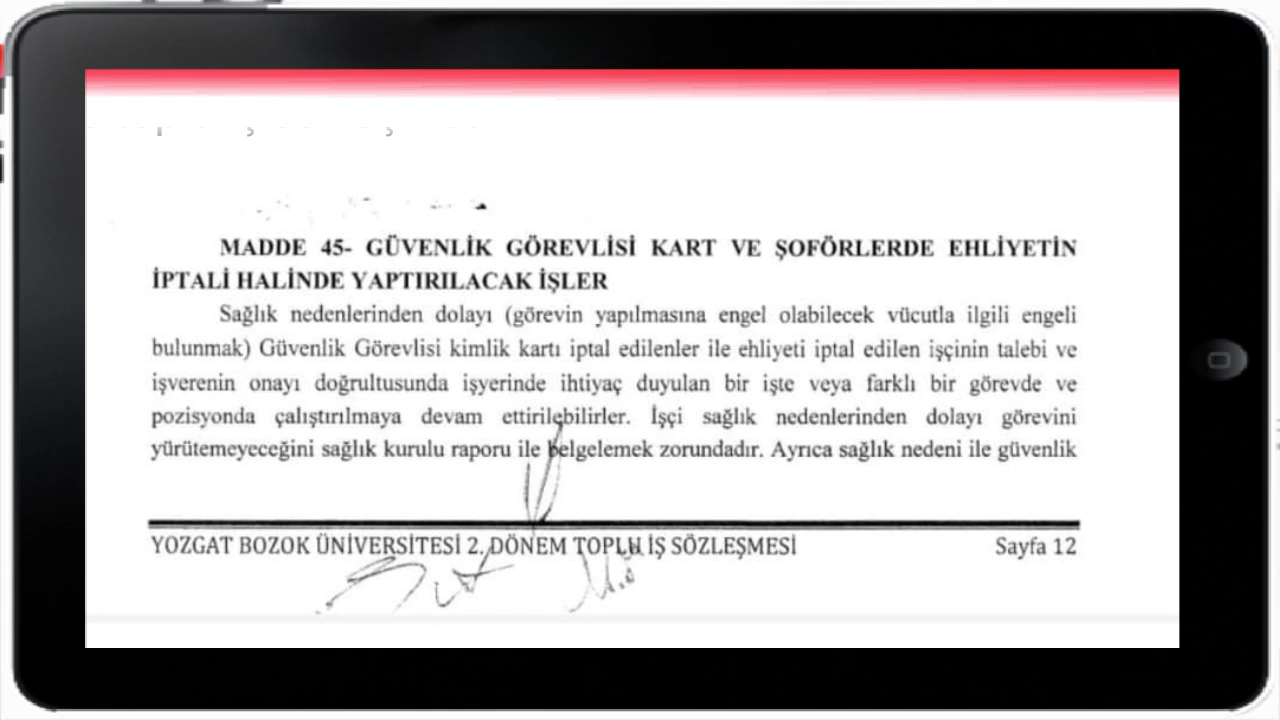 MADDE 45- GÜVENLİK GÖREVLİSİ KART VE ŞOFÖRLERDE EHLİYETİN
İPTALİ HALİNDE YAPTIRILACAK İŞLER
Sağlık nedenlerinden dolayı (görevin yapılmasına engel olabilecek vücutla ilgili engeli
bulunmak) Güvenlik Görevlisi kimlik kartı iptal edilenler ile ehliyeti iptal edilen işçinin talebi ve
işverenin onayı doğrultusunda işyerinde ihtiyaç duyulan bir işte veya farklı bir görevde ve
pozisyonda çalıştırılmaya devam ettirilebilirler. İşçi sağlık nedenlerinden dolayı görevini
yürütemeyeceğini sağlık kurulu raporu ile belgelemek zorundadır. Ayrıca sağlık nedeni ile güvenlik
YOZGAT BOZOK ÜNİVERSİTESİ 2. DÖNEM TOPLU İŞ SÖZLEŞMESİ Sayfa 12